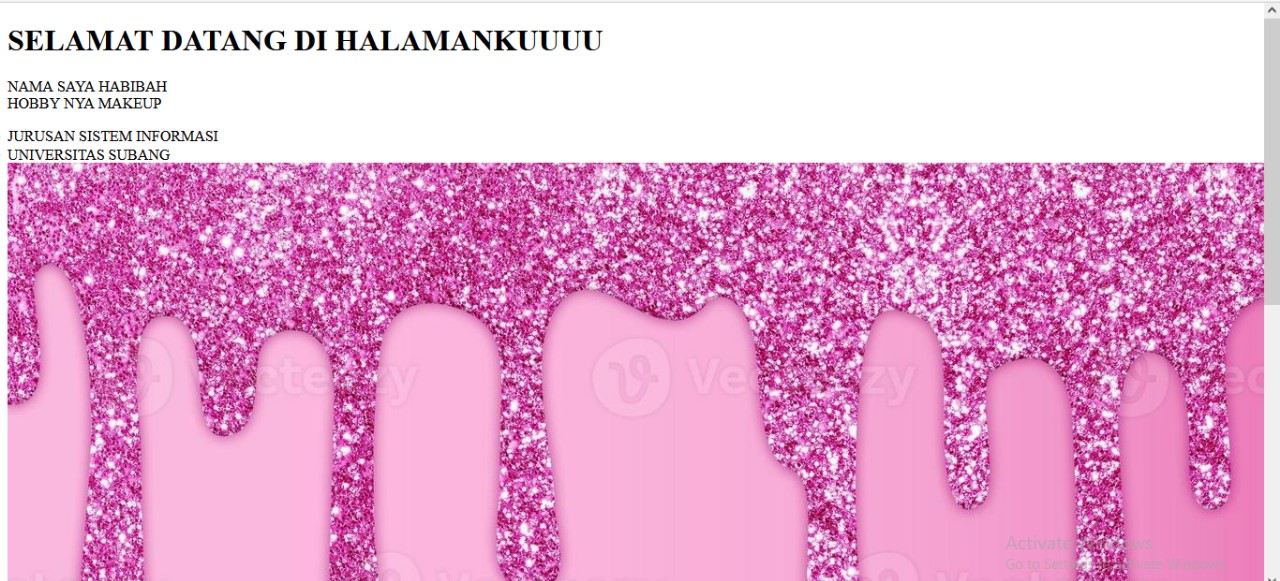 SELAMAT DATANG DI HALAMANKUUUU
NAMA SAYA HABIBAH
HOBBY NYA MAKEUP
JURUSAN SISTEM INFORMASI
UNIVERSITAS SUBANG
Vecteezy
Vecteezy
Activate Windows
Go to Settings to activate Windows.